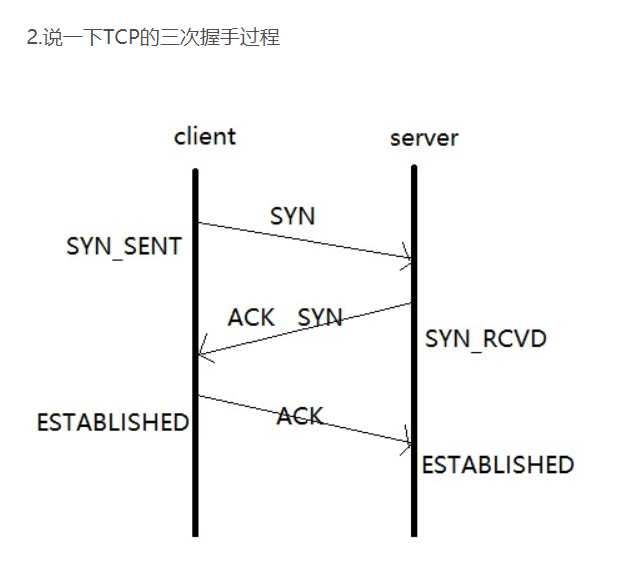 2.说一下TCP的三次握手过程
client server
SYN
SYN_SENT
ACK SYN
SYN_RCVD
ESTABLISHED
ACK
ESTABLISHED